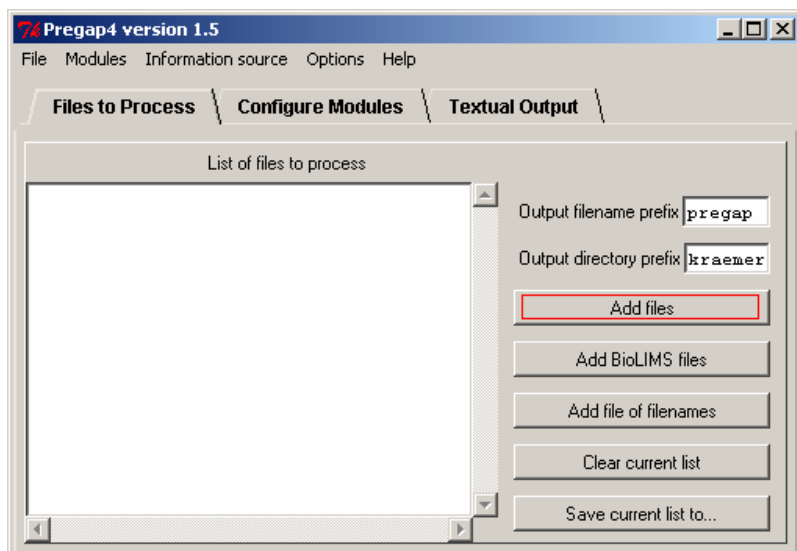 Pregap4 version 1.5
File Modules Information source Options Help
Files to Process Configure Modules Textual Output
List of files to process
Output filename prefix pregap
Output directory prefix kraemer
Add files
Add BioLIMS files
Add file of filenames
Clear current list
Save current list to...